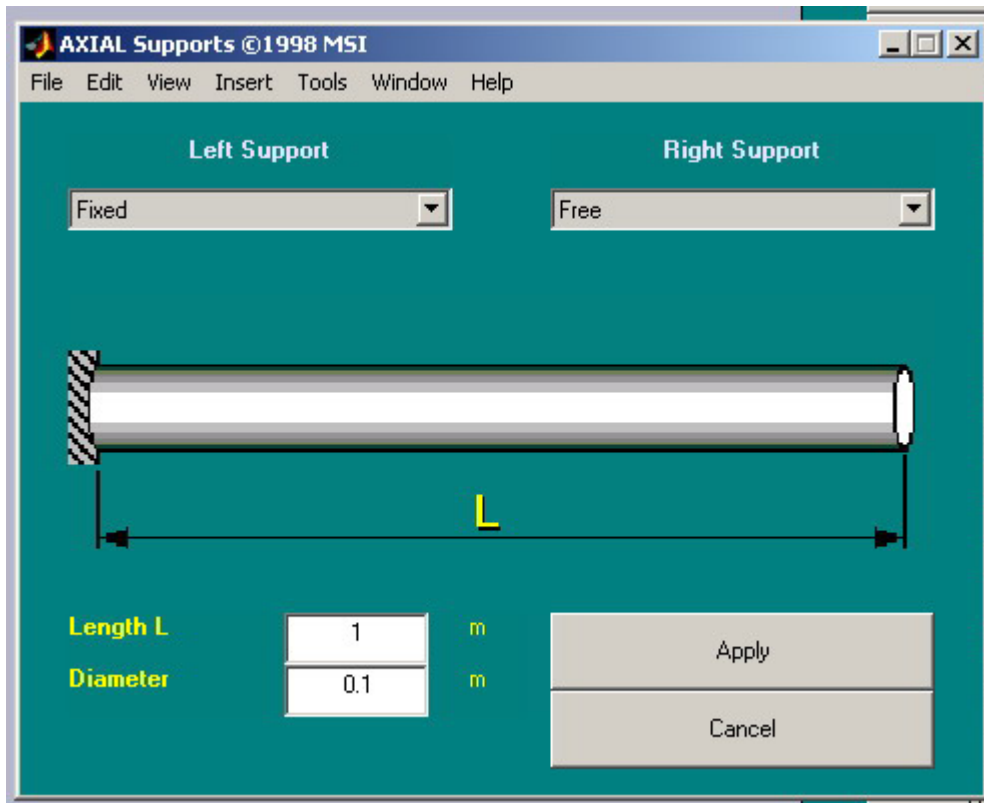 AXIAL Supports ©1998 MSI
File Edit View Insert Tools Window Help
Left Support Right Support
Fixed Free
L
Length L 1 m
Apply
Diameter 0.1 m
Cancel